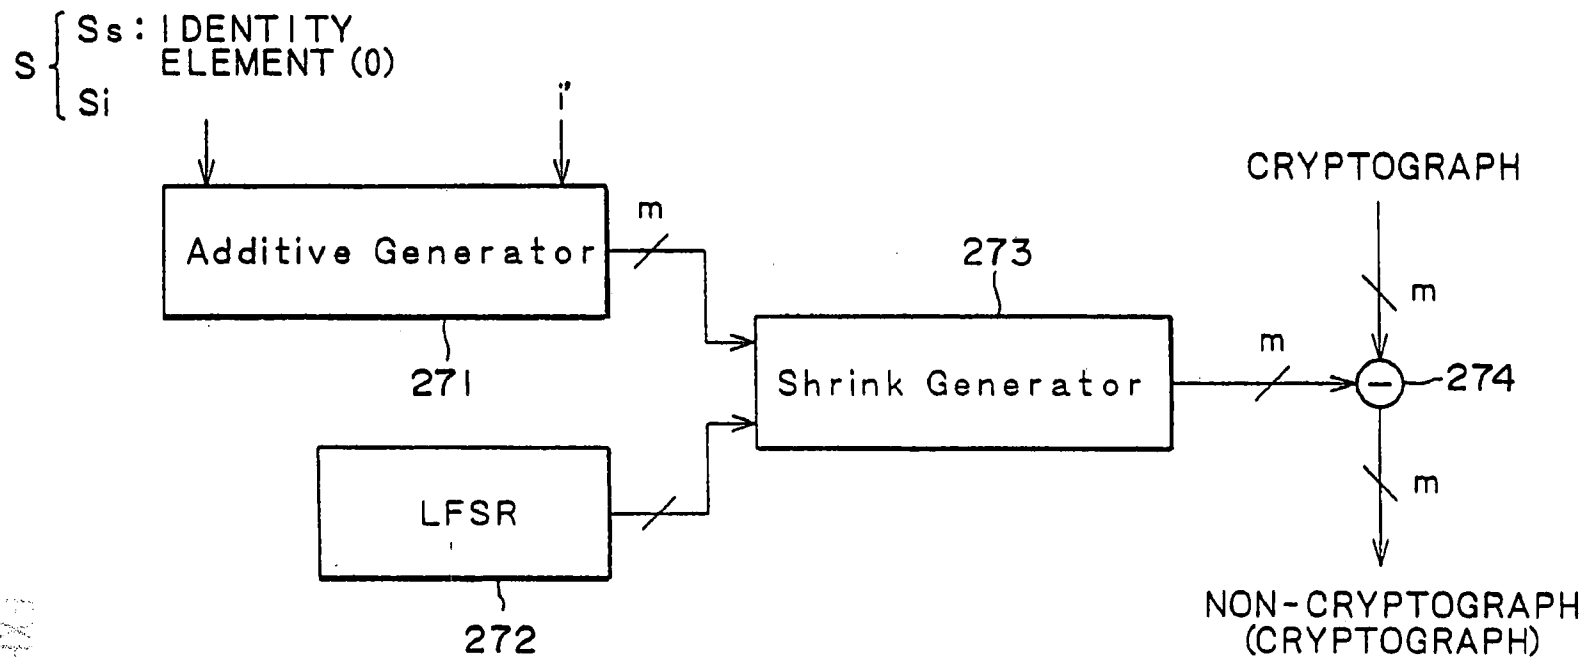 S { Ss: IDENTITY
ELEMENT (0)
Si
i'
CRYPTOGRAPH
m
Additive Generator
273
m
271
m
Shrink Generator
274
LFSR
m
272
NON-CRYPTOGRAPH
(CRYPTOGRAPH)